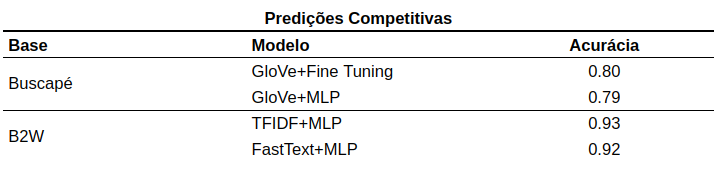 Predições Competitivas
Base Modelo Acurácia
Buscapé
GloVe+Fine Tuning 0.80
GloVe+MLP 0.79
B2W
TFIDF+MLP 0.93
FastText+MLP 0.92